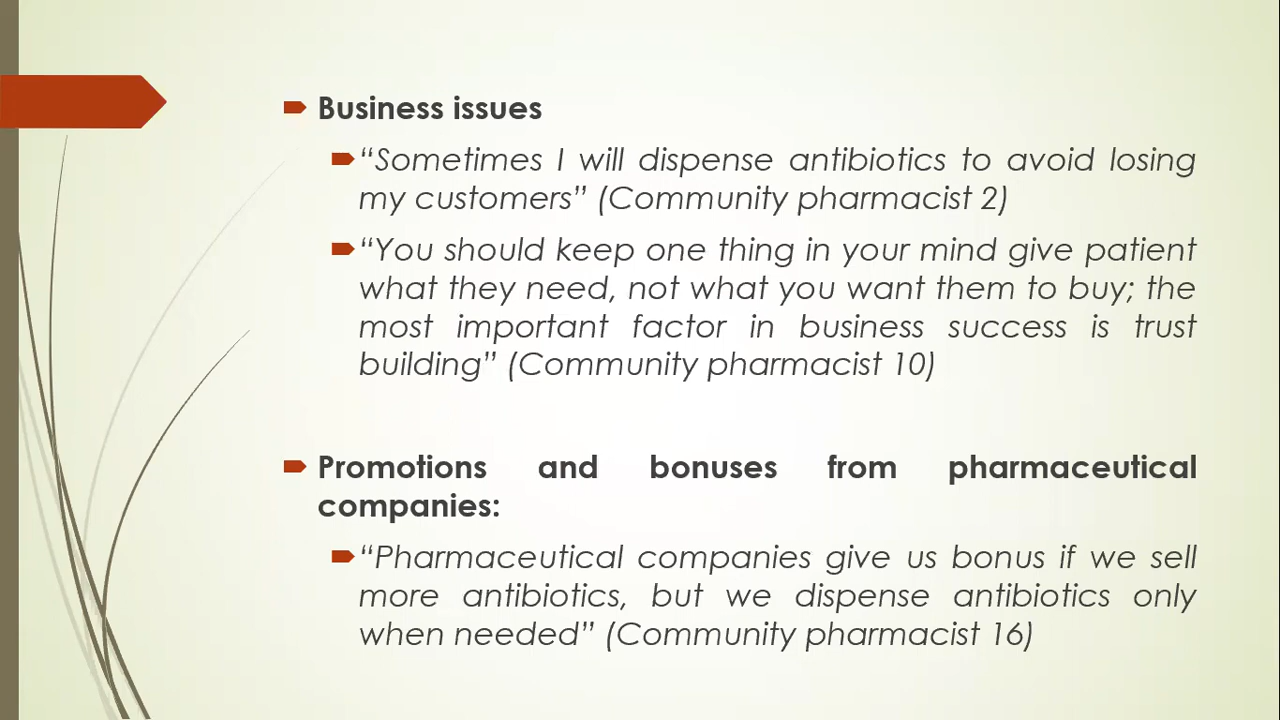 Business issues
“Sometimes I will dispense antibiotics to avoid losing
my customers” (Community pharmacist 2)
“You should keep one thing in your mind give patient
what they need, not what you want them to buy; the
most important factor in business success is trust
building” (Community pharmacist 10)
Promotions and bonuses from pharmaceutical
companies:
“Pharmaceutical companies give us bonus if we sell
more antibiotics, but we dispense antibiotics only
when needed” (Community pharmacist 16)